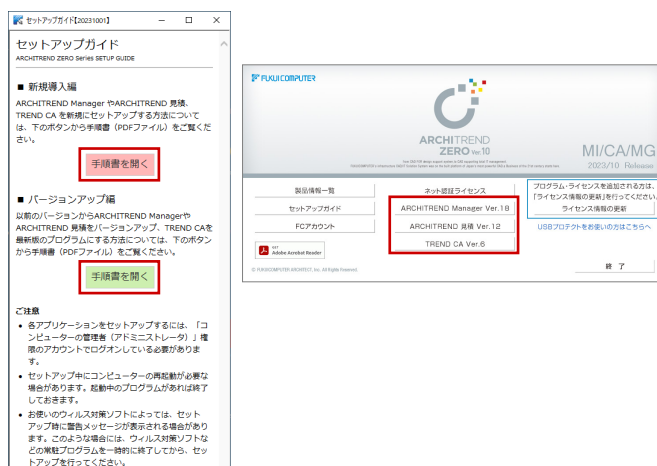 セットアップガイド【20231001】
セットアップガイド
ARCHITREND ZERO Series SETUP GUIDE
■ 新規導入編
ARCHITREND Manager やARCHITREND 見積、
TREND CA を新規にセットアップする方法について
は、下のボタンから手順書（PDFファイル）をご覧くだ
さい。
手順書を開く
■ バージョンアップ編
以前のバージョンからARCHITREND Managerや
ARCHITREND 見積をバージョンアップ、TREND CAを
最新版のプログラムにする方法については、下のボタン
から手順書（PDFファイル）をご覧ください。
手順書を開く
ご注意
• 各アプリケーションをセットアップするには、「コ
ンピューターの管理者（アドミニストレータ）」権
限のアカウントでログオンしている必要がありま
す。
• セットアップ中にコンピューターの再起動が必要な
場合があります。起動中のプログラムがあれば終了
しておきます。
• お使いのウィルス対策ソフトによっては、セット
アップ時に警告メッセージが表示される場合があり
ます。このような場合には、ウィルス対策ソフトな
どの常駐プログラムを一時的に終了してから、セッ
トアップを行ってください。
FUKUI COMPUTER
ARCHITREND
ZERO Ver.10
MI/CA/MG
2023/10 Release
製品情報一覧
セットアップガイド
FCアカウント
GET
Adobe Acrobat Reader
© FUKUICOMPUTER ARCHITECT, Inc. All Rights Reserved.
ネット認証ライセンス
ARCHITREND Manager Ver.18
ARCHITREND 見積 Ver.12
TREND CA Ver.6
プログラム・ライセンスを追加される方は、
「ライセンス情報の更新」を行ってください。
ライセンス情報の更新
USBプロテクトをお使いの方はこちらへ
終 了